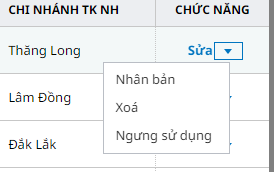 CHI NHÁNH TK NH CHỨC NĂNG
Thăng Long Sửa
Nhân bản
Lâm Đồng
Xoá
Ngưng sử dụng
Đắk Lắk